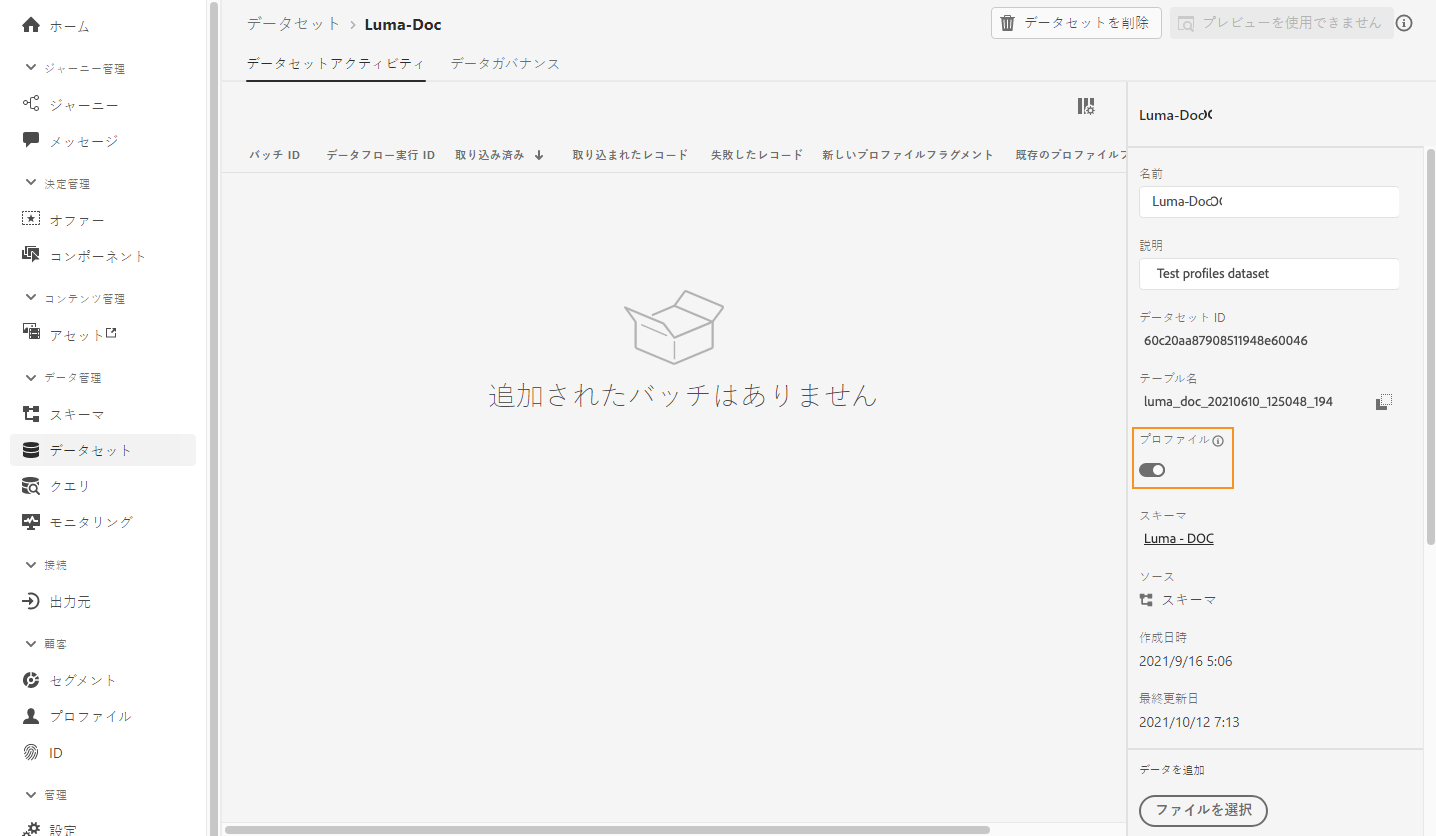 ホーム
ジャーニー管理
ジャーニー
メッセージ
決定管理
オファー
コンポーネント
コンテンツ管理
アセット
データ管理
スキーマ
データセット
クエリ
モニタリング
接続
出力元
顧客
セグメント
プロファイル
ID
管理
設定
データセット > Luma-Doc
データセットを削除
プレビューを使用できません
データセットアクティビティ
データガバナンス
バッチ ID データフロー実行 ID 取り込み済み 取り込まれたレコード 失敗したレコード 新しいプロファイルフラグメント 既存のプロファイルフ
追加されたバッチはありません
Luma-Doc
名前
Luma-Doc
説明
Test profiles dataset
データセット ID
60c20aa87908511948e60046
テーブル名
luma_doc_20210610_125048_194
プロファイル
スキーマ
Luma - DOC
ソース
スキーマ
作成日時
2021/9/16 5:06
最終更新日
2021/10/12 7:13
データを追加
ファイルを選択